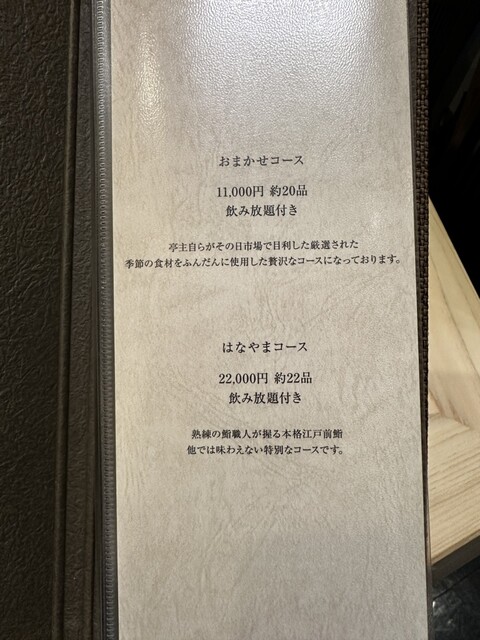 おまかせコース
11,000円 約20品
飲み放題付き
亭主自らがその日市場で目利した厳選された
季節の食材をふんだんに使用した贅沢なコースになっております。
はなやまコース
22,000円 約22品
飲み放題付き
熟練の鮨職人が握る本格江戸前鮨
他では味わえない特別なコースです。